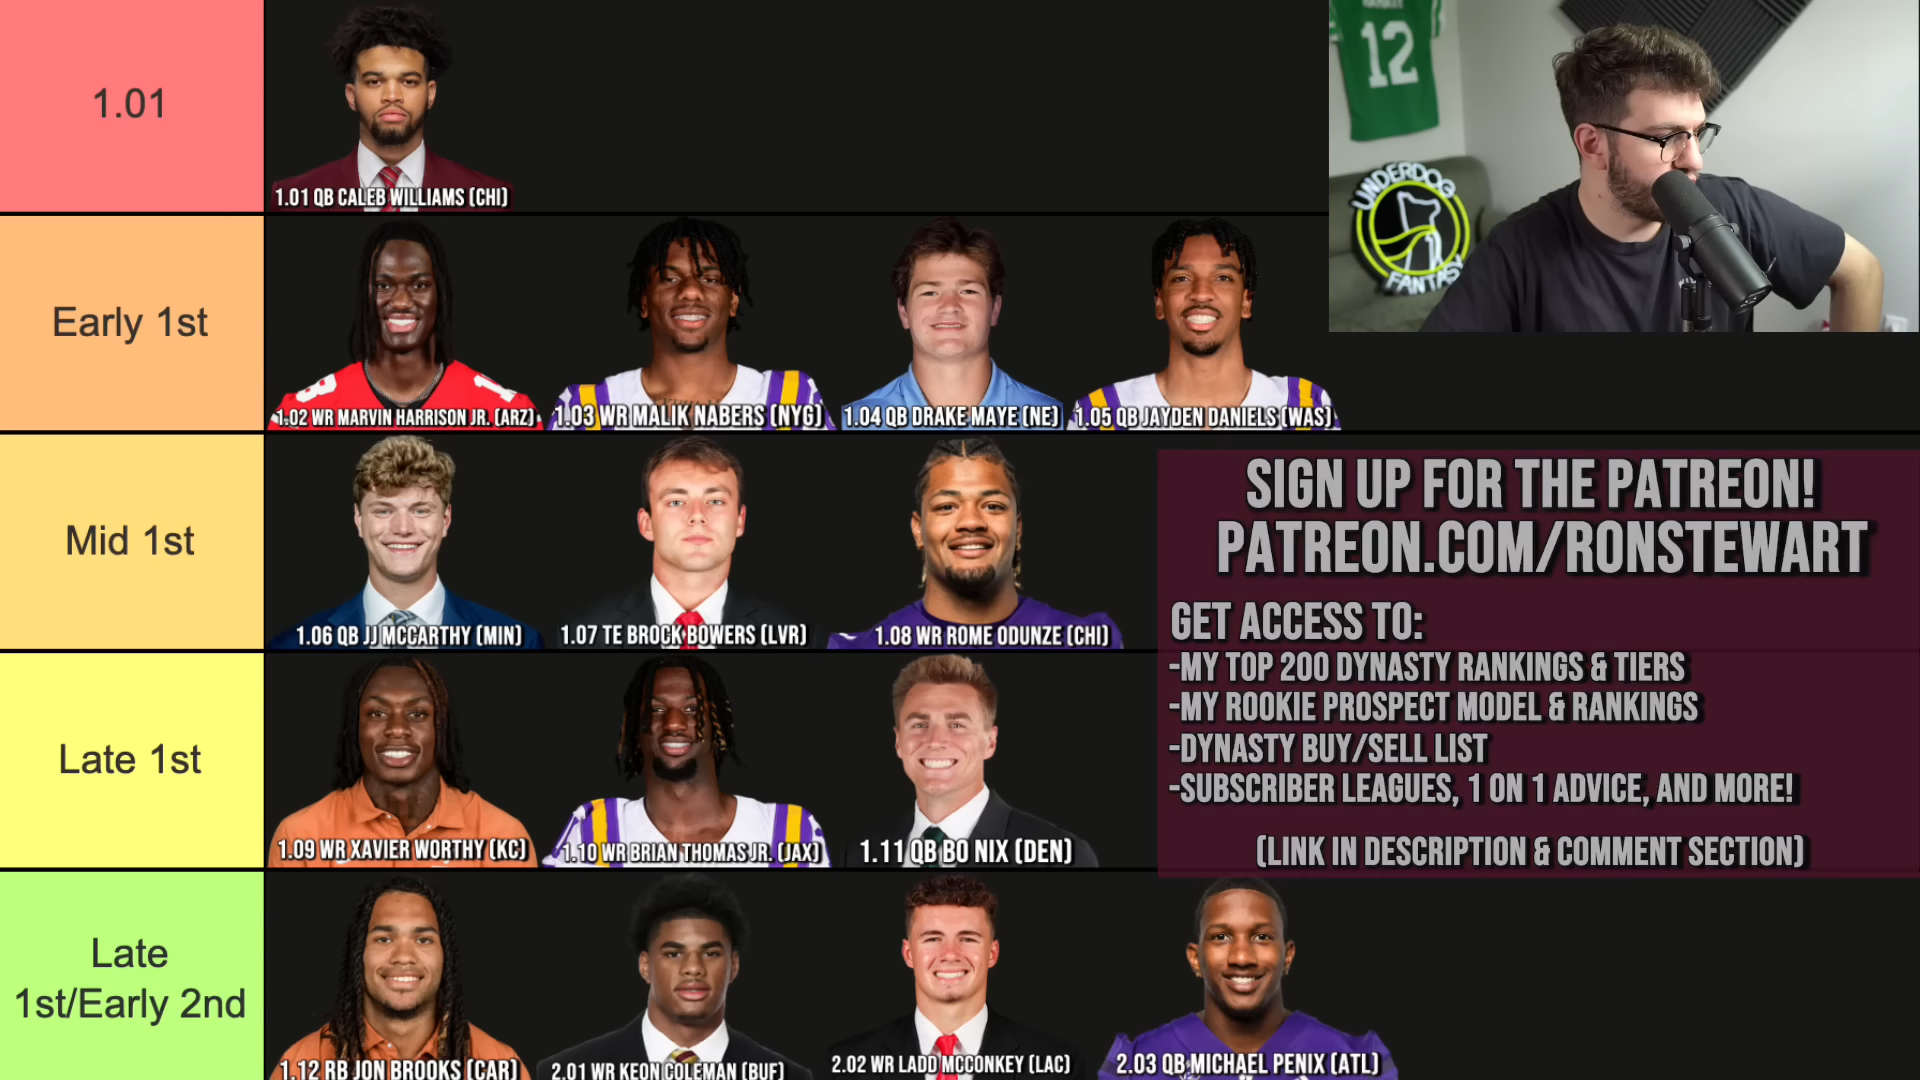 1.01
1.01 QB CALEB WILLIAMS (CHI)
12
UNDERDOG
FANTASY
Early 1st
1.02 WR MARVIN HARRISON JR. (ARZ)
1.03 WR MALIK NABERS (NYG)
1.04 QB DRAKE MAYE (NE)
1.05 QB JAYDEN DANIELS (WAS)
Mid 1st
1.06 QB JJ MCCARTHY (MIN)
1.07 TE BROCK BOWERS (LVR)
1.08 WR ROME ODUNZE (CHI)
SIGN UP FOR THE PATREON!
PATREON.COM/RONSTEWART
GET ACCESS TO:
-MY TOP 200 DYNASTY RANKINGS & TIERS
-MY ROOKIE PROSPECT MODEL & RANKINGS
-DYNASTY BUY/SELL LIST
-SUBSCRIBER LEAGUES, 1 ON 1 ADVICE, AND MORE!
(LINK IN DESCRIPTION & COMMENT SECTION)
Late 1st
1.09 WR XAVIER WORTHY (KC)
1.10 WR BRIAN THOMAS JR. (JAX)
1.11 QB BO NIX (DEN)
Late
1st/Early 2nd
1.12 RB JON BROOKS (CAR)
2.01 WR KEON COLEMAN (BUF)
2.02 WR LADD MCCONKEY (LAC)
2.03 QB MICHAEL PENIX (ATL)